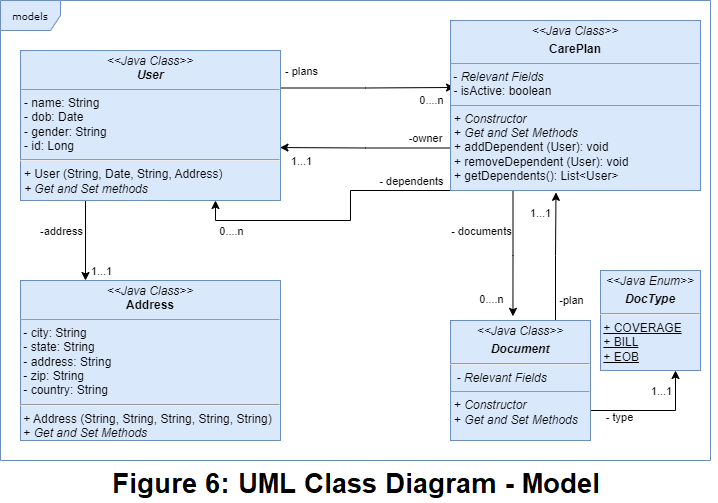 models
<<Java Class>>
User
- name: String
- dob: Date
- gender: String
- id: Long
+ User (String, Date, String, Address)
+ Get and Set methods
- plans
0....n
-owner
1...1
- dependents
0....n
<<Java Class>>
CarePlan
- Relevant Fields
- isActive: boolean
+ Constructor
+ Get and Set Methods
+ addDependent (User): void
+ removeDependent (User): void
+ getDependents(): List<User>
-address
1...1
<<Java Class>>
Address
- city: String
- state: String
- address: String
- zip: String
- country: String
+ Address (String, String, String, String, String)
+ Get and Set Methods
- documents
0....n
1...1
-plan
<<Java Class>>
Document
- Relevant Fields
+ Constructor
+ Get and Set Methods
<<Java Enum>>
DocType
+ COVERAGE
+ BILL
+ EOB
1...1
- type
Figure 6: UML Class Diagram - Model